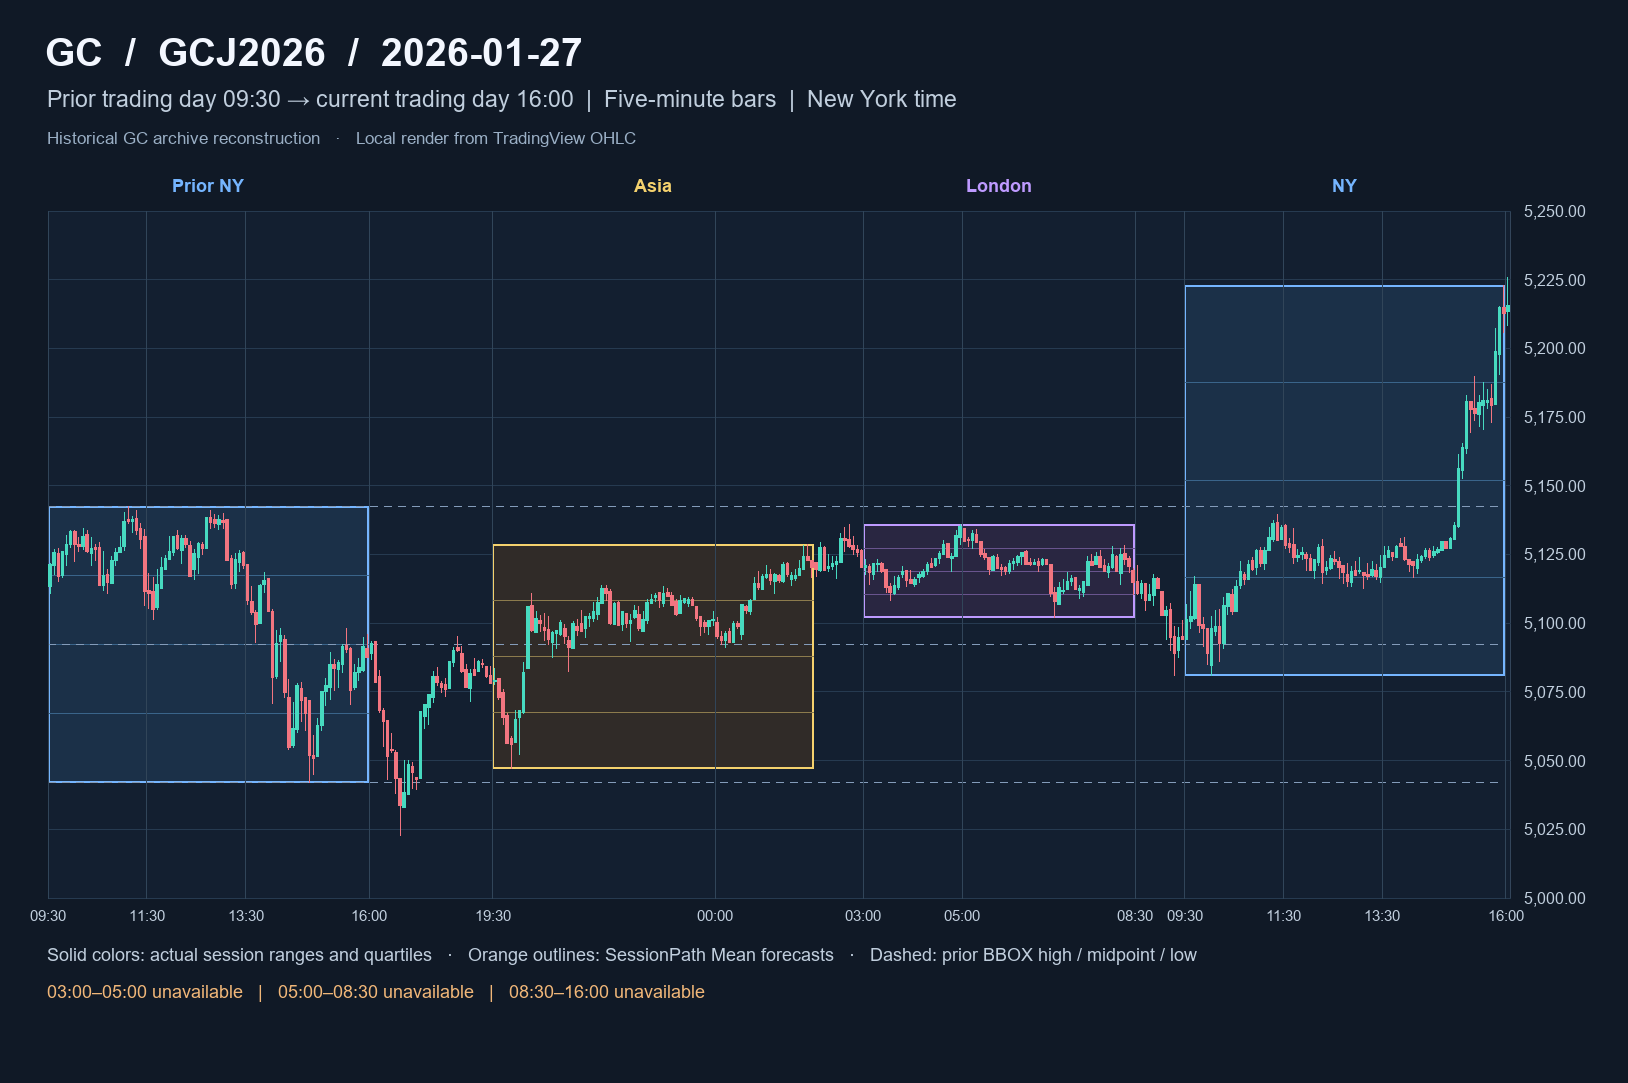 GC / GCJ2026 / 2026-01-27
Prior trading day 09:30 → current trading day 16:00 | Five-minute bars | New York time
Historical GC archive reconstruction · Local render from TradingView OHLC
Prior NY Asia London NY
5,250.00
5,225.00
5,200.00
5,175.00
5,150.00
5,125.00
5,100.00
5,075.00
5,050.00
5,025.00
5,000.00
09:30 11:30 13:30 16:00 19:30 00:00 03:00 05:00 08:30 09:30 11:30 13:30 16:00
Solid colors: actual session ranges and quartiles · Orange outlines: SessionPath Mean forecasts · Dashed: prior BBOX high / midpoint / low
03:00–05:00 unavailable | 05:00–08:30 unavailable | 08:30–16:00 unavailable